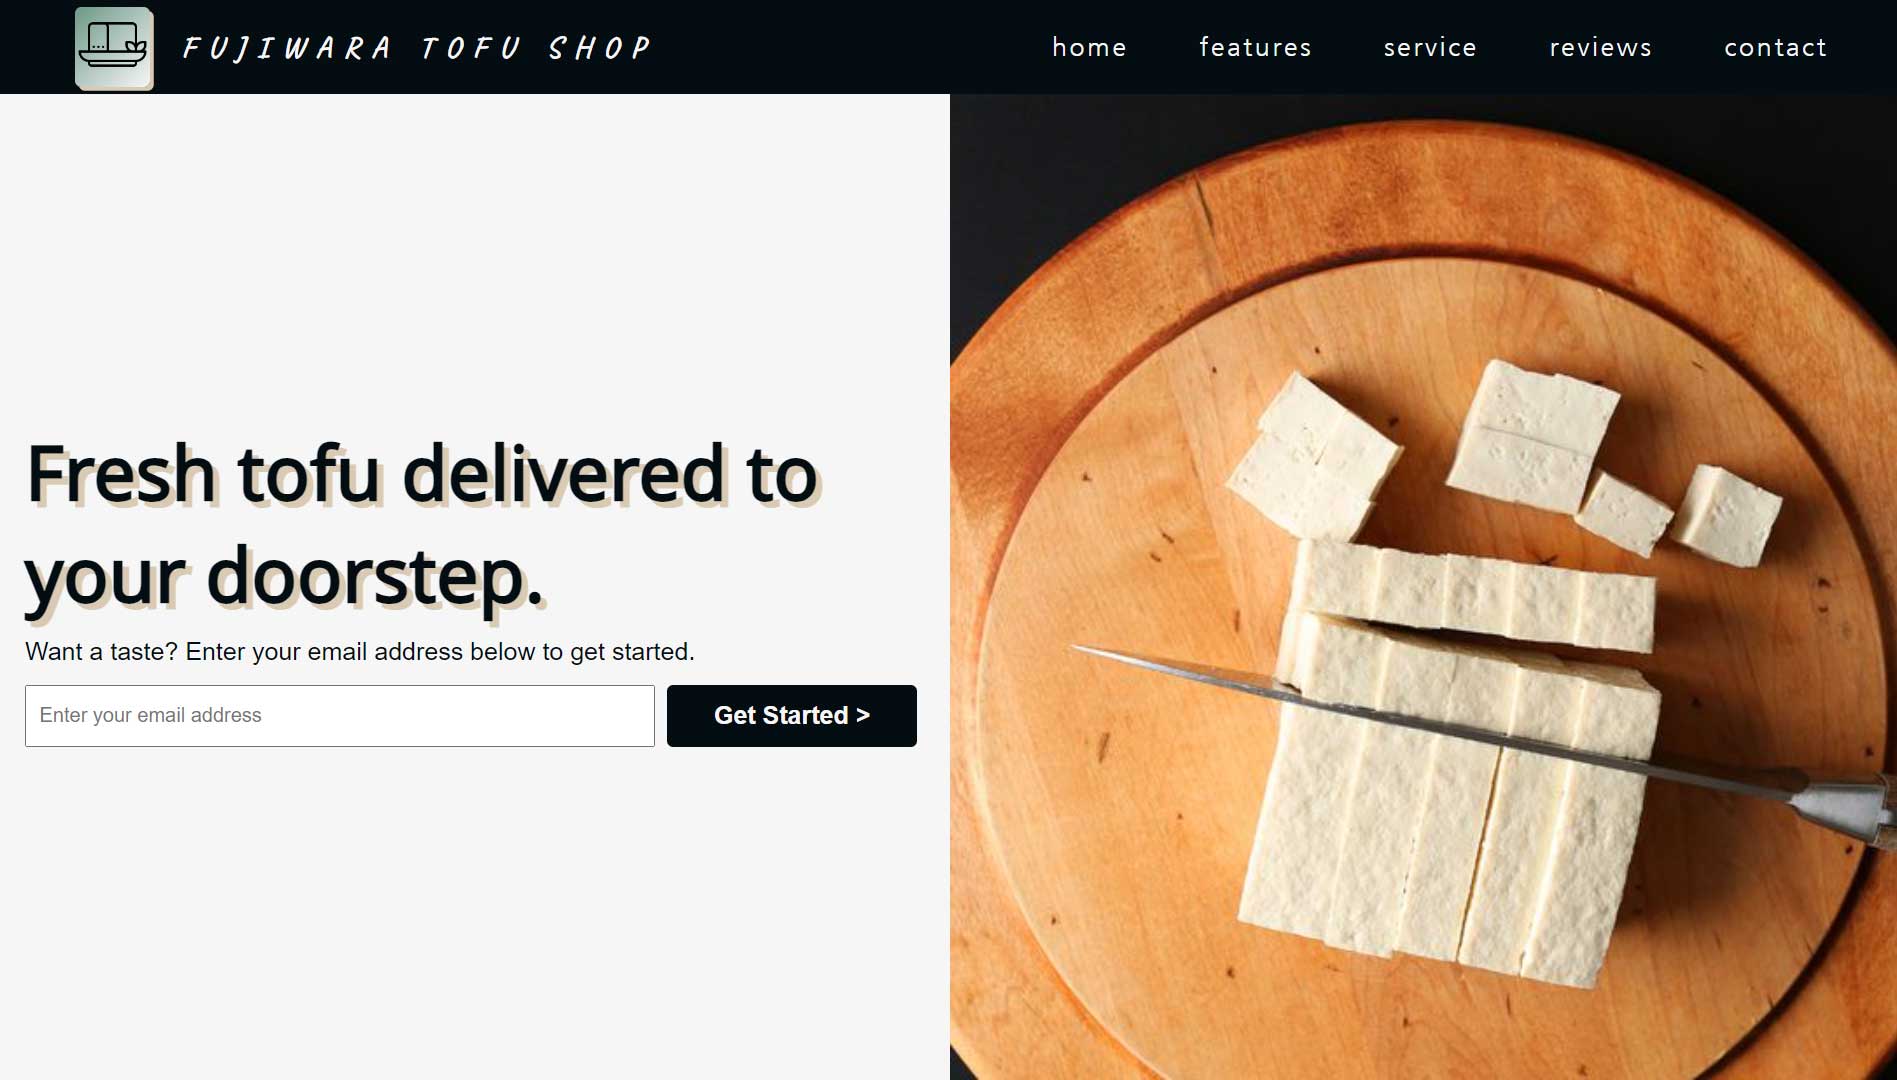 FUJIWARA TOFU SHOP
home features service reviews contact
Fresh tofu delivered to
your doorstep.
Want a taste? Enter your email address below to get started.
Enter your email address
Get Started >